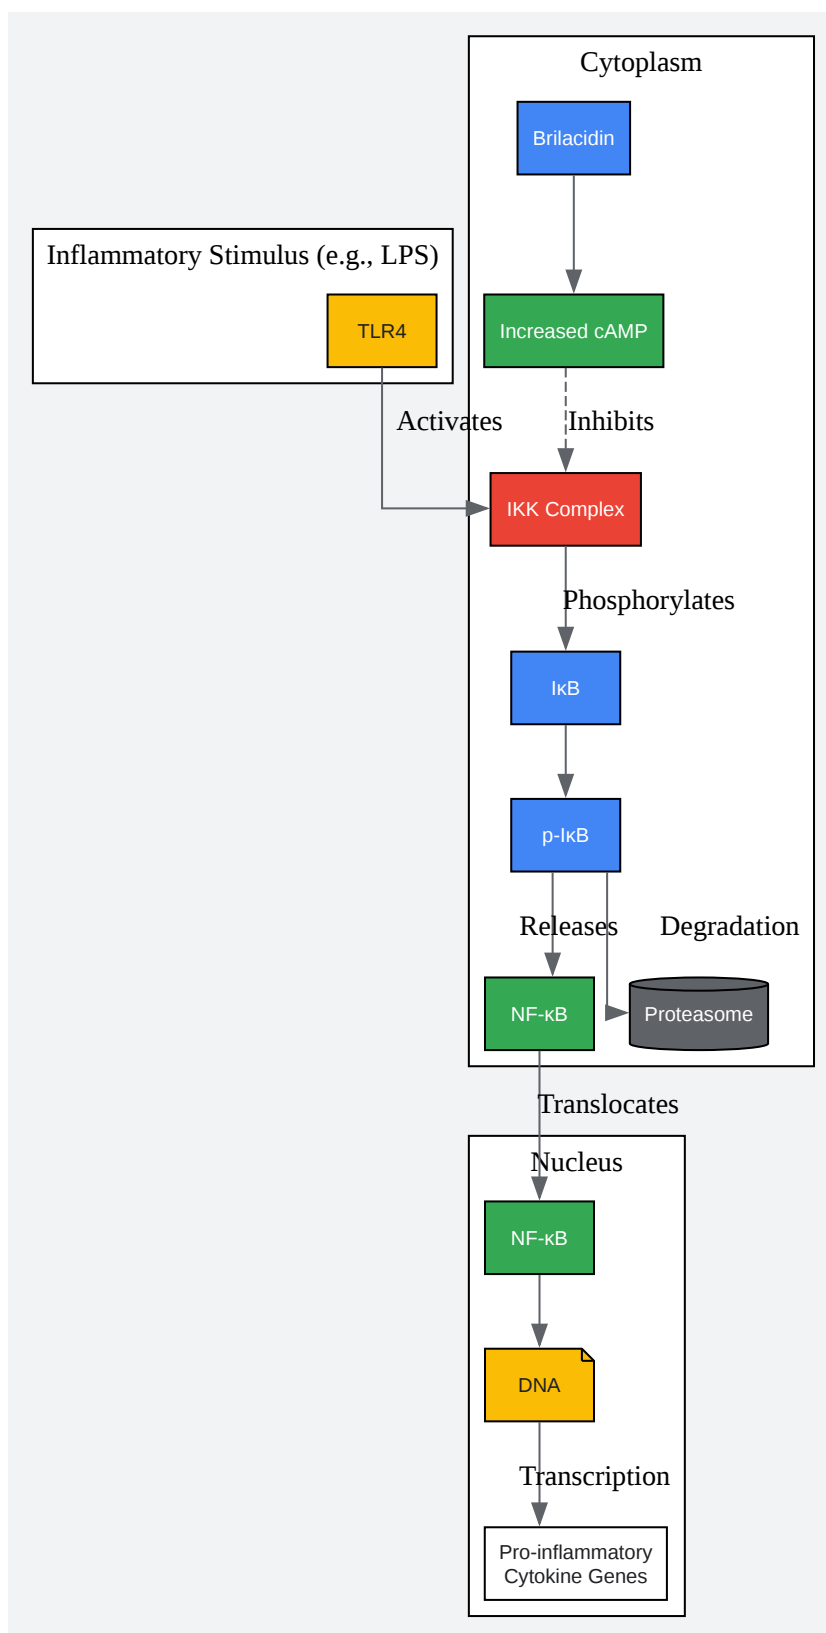 Cytoplasm
Brilacidin
Inflammatory Stimulus (e.g., LPS)
TLR4
Increased cAMP
Activates
Inhibits
IKK Complex
Phosphorylates
IκB
p-IκB
Releases
Degradation
NF-κB
Proteasome
Translocates
Nucleus
NF-κB
DNA
Transcription
Pro-inflammatory
Cytokine Genes